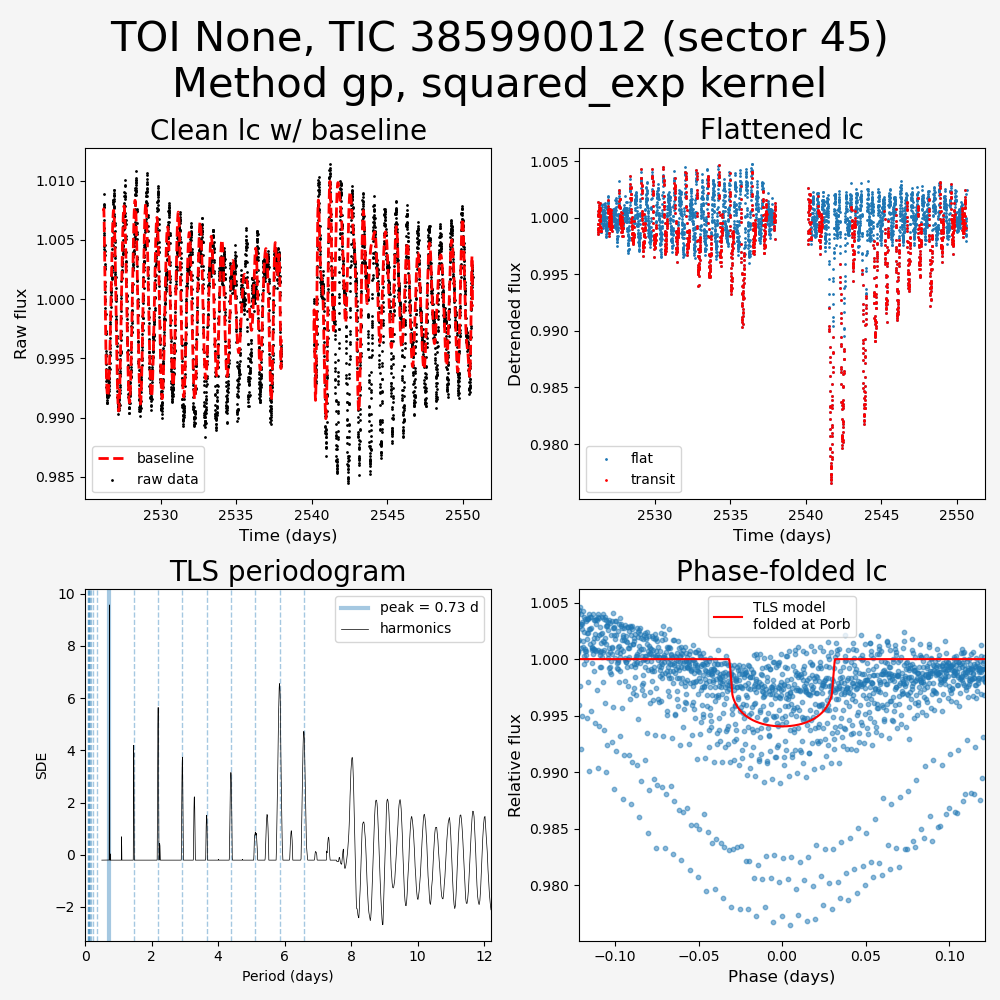 TOI None, TIC 385990012 (sector 45)
Method gp, squared_exp kernel
Clean lc w/ baseline
1.010
1.005
1.000
0.995
0.990
0.985
Raw flux
baseline
raw data
2530
2535
2540
2545
2550
Time (days)
Flattened lc
1.005
1.000
0.995
0.990
0.985
0.980
Detrended flux
flat
transit
2530
2535
2540
2545
2550
Time (days)
TLS periodogram
10
8
6
4
2
0
−2
SDE
peak = 0.73 d
harmonics
0
2
4
6
8
10
12
Period (days)
Phase-folded lc
1.005
1.000
0.995
0.990
0.985
0.980
Relative flux
TLS model
folded at Porb
−0.10
−0.05
0.00
0.05
0.10
Phase (days)